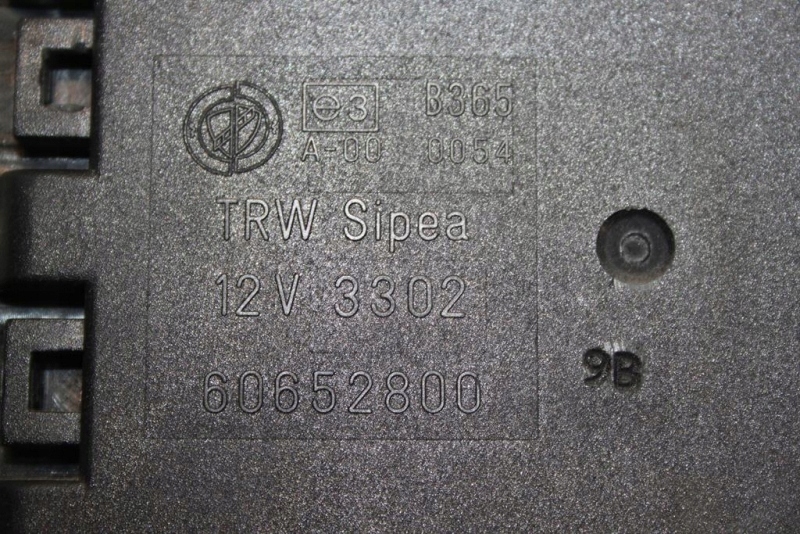 e3 B365
A-00 0054
TRW Sipea
12V 3302
60652800
9B